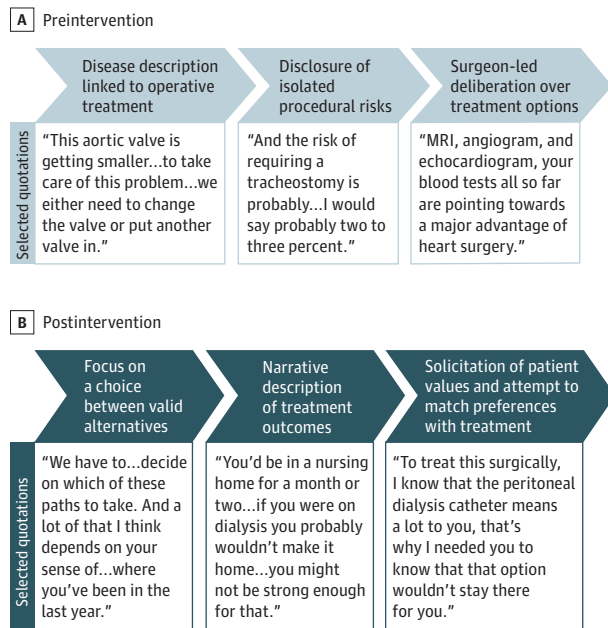 A Preintervention
Disease description
linked to operative
treatment
Disclosure of
isolated
procedural risks
Surgeon-led
deliberation over
treatment options
Selected quotations
“This aortic valve is
getting smaller...to take
care of this problem...we
either need to change
the valve or put another
valve in.”
“And the risk of
requiring a
tracheostomy is
probably...I would
say probably two to
three percent.”
“MRI, angiogram, and
echocardiogram, your
blood tests all so far
are pointing towards
a major advantage of
heart surgery.”
B Postintervention
Focus on
a choice
between valid
alternatives
Narrative
description
of treatment
outcomes
Solicitation of patient
values and attempt to
match preferences
with treatment
Selected quotations
“We have to...decide
on which of these
paths to take. And a
lot of that I think
depends on your
sense of...where
you’ve been in the
last year.”
“You’d be in a nursing
home for a month or
two...if you were on
dialysis you probably
wouldn’t make it
home...you might
not be strong enough
for that.”
“To treat this surgically,
I know that the peritoneal
dialysis catheter means
a lot to you, that’s
why I needed you to
know that that option
wouldn’t stay there
for you.”